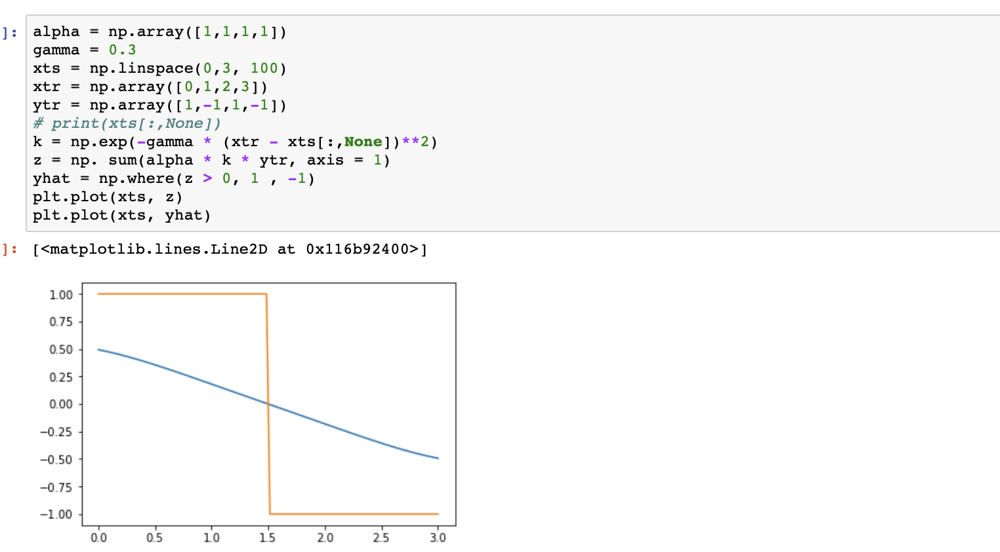 ]:
alpha = np.array([1,1,1,1])
gamma = 0.3
xts = np.linspace(0,3, 100)
xtr = np.array([0,1,2,3])
ytr = np.array([1,-1,1,-1])
# print(xts[:,None])
k = np.exp(-gamma * (xtr - xts[:,None])**2)
z = np. sum(alpha * k * ytr, axis = 1)
yhat = np.where(z > 0, 1 , -1)
plt.plot(xts, z)
plt.plot(xts, yhat)
]:
[<matplotlib.lines.Line2D at 0x116b92400>]
1.00
0.75
0.50
0.25
0.00
−0.25
−0.50
−0.75
−1.00
0.0 0.5 1.0 1.5 2.0 2.5 3.0